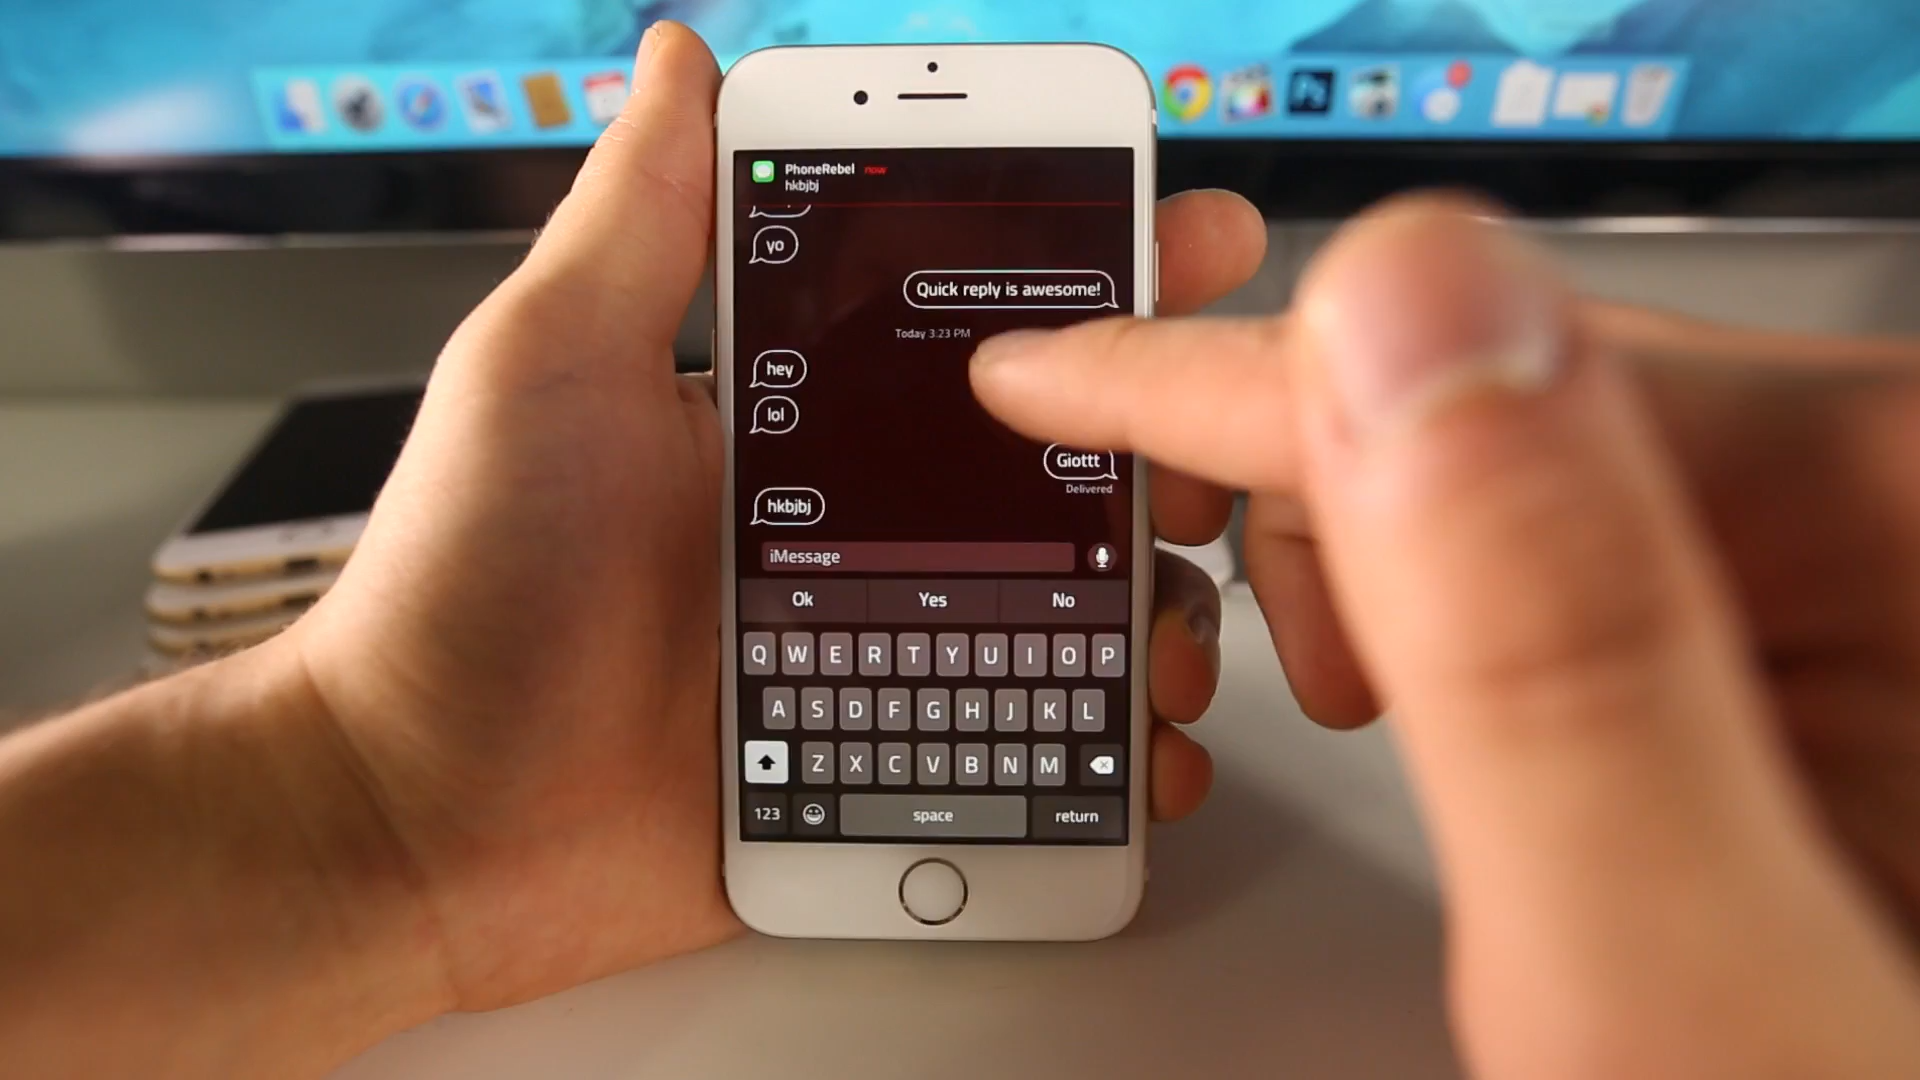 PhoneRebel now
hkbjbj
yo
Quick reply is awesome!
Today 3:23 PM
hey
lol
Giottt
Delivered
hkbjbj
iMessage
Ok Yes No
Q W E R T Y U I O P
A S D F G H J K L
Z X C V B N M
123 space return
Ps